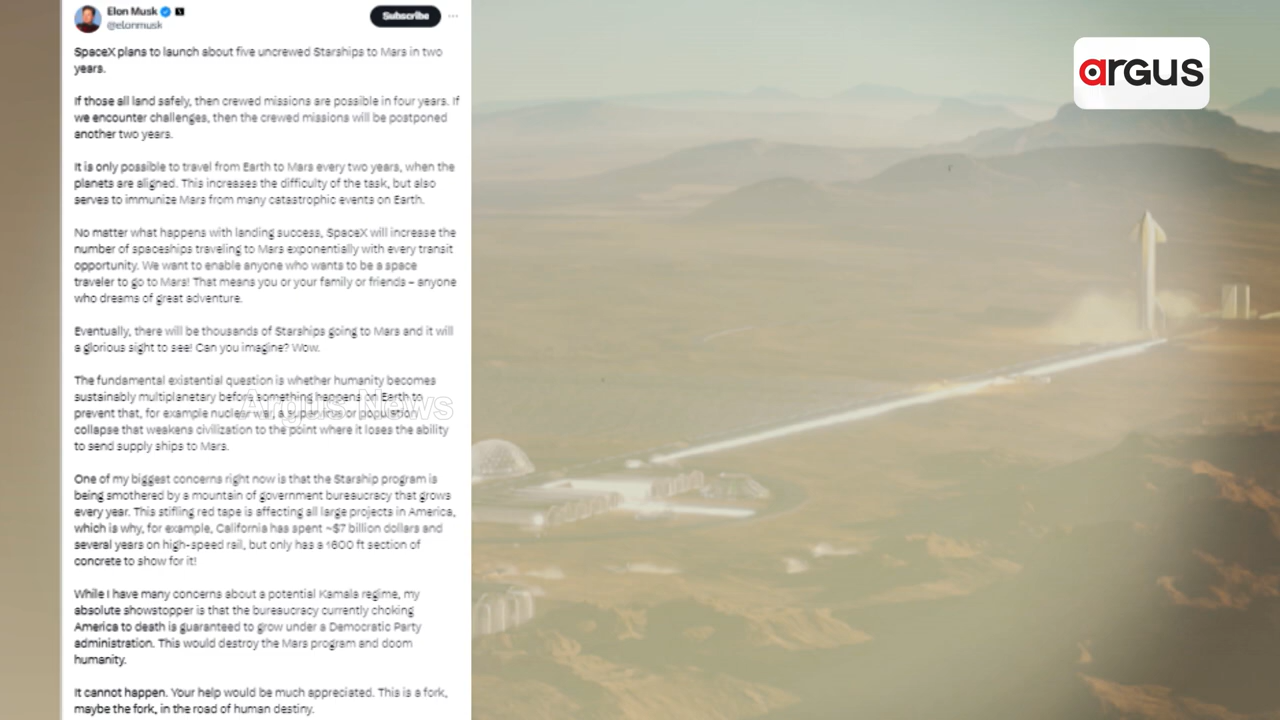 Elon Musk
@elonmusk
Subscribe
SpaceX plans to launch about five uncrewed Starships to Mars in two
years.
If those all land safely, then crewed missions are possible in four years. If
we encounter challenges, then the crewed missions will be postponed
another two years.
It is only possible to travel from Earth to Mars every two years, when the
planets are aligned. This increases the difficulty of the task, but also
serves to immunize Mars from many catastrophic events on Earth.
No matter what happens with landing success, SpaceX will increase the
number of spaceships traveling to Mars exponentially with every transit
opportunity. We want to enable anyone who wants to be a space
traveler to go to Mars! That means you or your family or friends – anyone
who dreams of great adventure.
Eventually, there will be thousands of Starships going to Mars and it will
a glorious sight to see! Can you imagine? Wow.
The fundamental existential question is whether humanity becomes
sustainably multiplanetary before something happens on Earth to
prevent that, for example nuclear war, a supervirus or population
collapse that weakens civilization to the point where it loses the ability
to send supply ships to Mars.
One of my biggest concerns right now is that the Starship program is
being smothered by a mountain of government bureaucracy that grows
every year. This stifling red tape is affecting all large projects in America,
which is why, for example, California has spent ~$7 billion dollars and
several years on high-speed rail, but only has a 1600 ft section of
concrete to show for it!
While I have many concerns about a potential Kamala regime, my
absolute showstopper is that the bureaucracy currently choking
America to death is guaranteed to grow under a Democratic Party
administration. This would destroy the Mars program and doom
humanity.
It cannot happen. Your help would be much appreciated. This is a fork,
maybe the fork, in the road of human destiny.
Argus News
argus